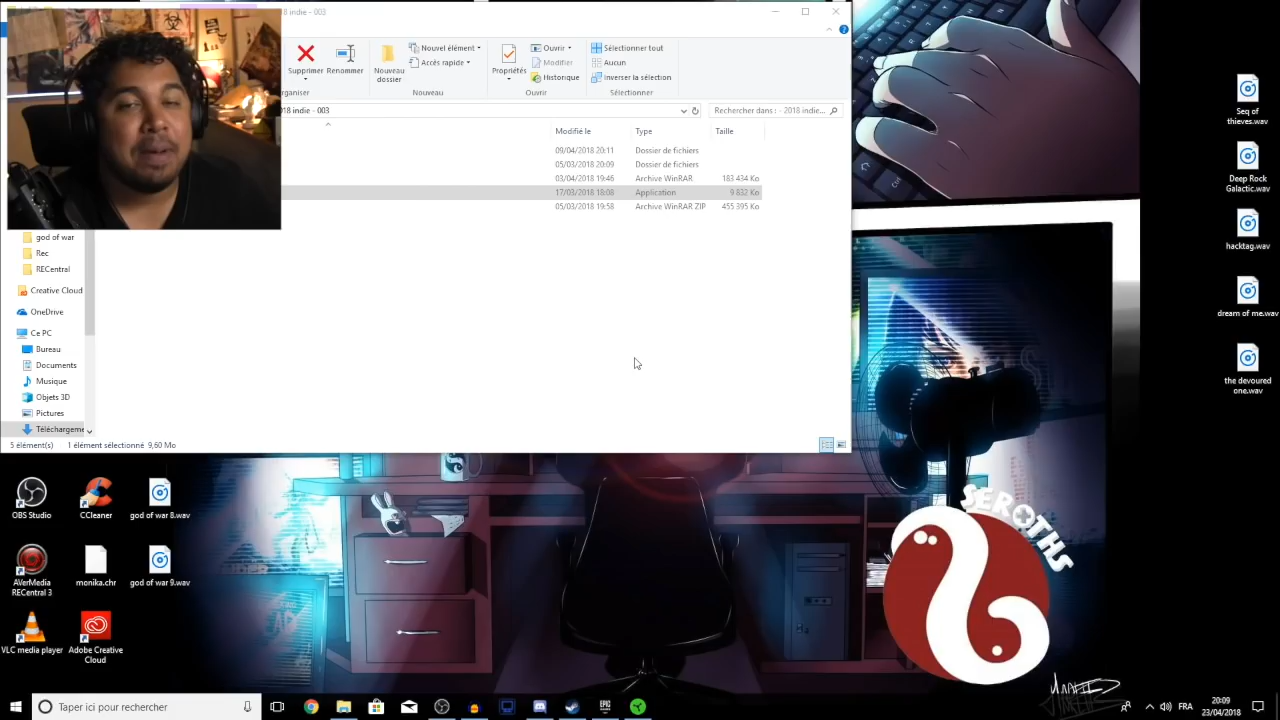 18 indie - 003
Supprimer
Renommer
Nouveau
dossier
Nouvel élément
Accès rapide
Propriétés
Ouvrir
Modifier
Historique
Sélectionner tout
Aucun
Inverser la sélection
rganiser
Nouveau
Ouvrir
Sélectionner
018 indie - 003
Rechercher dans : - 2018 indie...
Modifié le
Type
Taille
09/04/2018 20:11
Dossier de fichiers
05/03/2018 20:09
Dossier de fichiers
03/04/2018 19:46
Archive WinRAR
183 434 Ko
17/03/2018 18:08
Application
9 832 Ko
05/03/2018 19:58
Archive WinRAR ZIP
455 395 Ko
god of war
Rec
RECentral
Creative Cloud
OneDrive
Ce PC
Bureau
Documents
Musique
Objets 3D
Pictures
Téléchargeme
5 élément(s)
1 élément sélectionné 9,60 Mo
Seq of
thieves.wav
Deep Rock
Galactic.wav
hacktag.wav
dream of me.wav
the devoured
one.wav
OBS Studio
CCleaner
god of war 8.wav
AVerMedia
RECentral 3
monika.chr
god of war 9.wav
VLC media player
Adobe Creative
Cloud
SEROTHS
Taper ici pour rechercher
EPIC
GAMES
FRA
20:09
23/04/2018